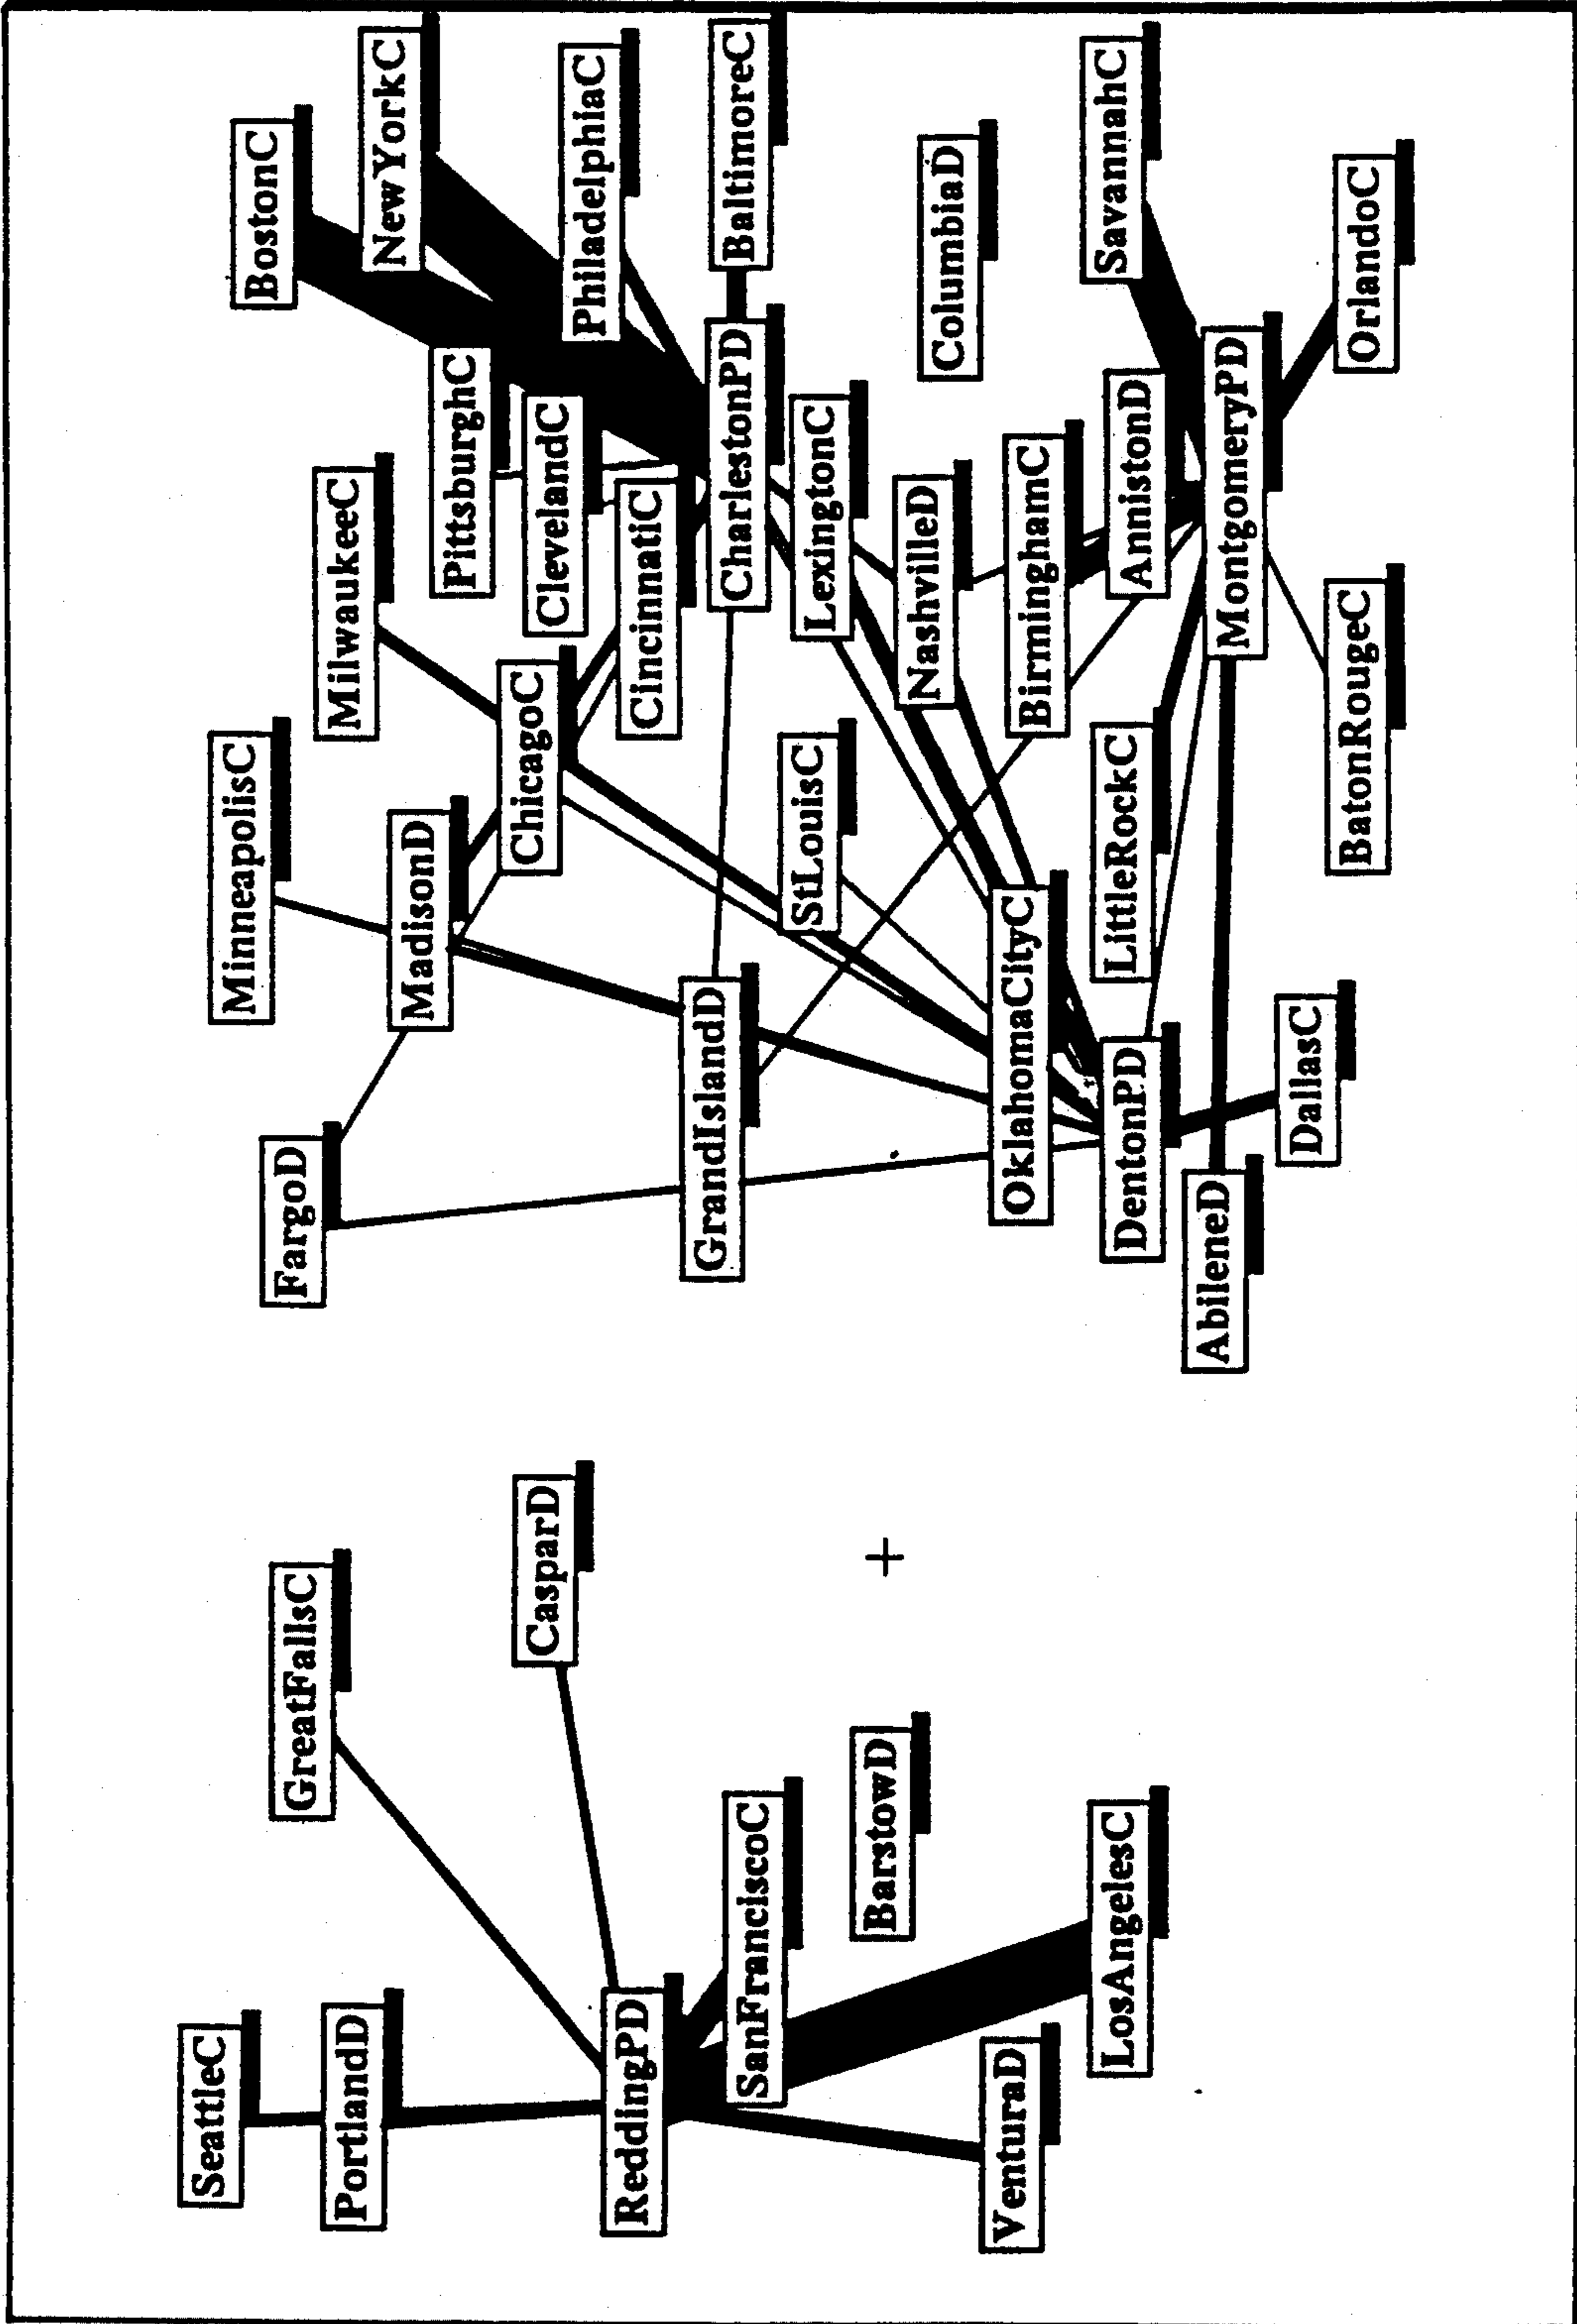 SeattleC
PortlandD
GreatFallsC
CasparD
ReddingPD
SanFranciscoC
BarstowD
VenturaD
LosAngelesC
FargoD
MinneapolisC
MadisonD
MilwaukeeC
BostonC
NewYorkC
PittsburghC
ClevelandC
PhiladelphiaC
ChicagoC
CincinnatiC
GrandIslandD
CharlestonPD
BaltimoreC
StLouisC
LexingtonC
NashvilleD
ColumbiaD
OklahomaCityC
BirminghamC
DentonPD
LittleRockC
AnnistonD
SavannahC
AbileneD
MontgomeryPD
DallasC
BatonRougeC
OrlandoC